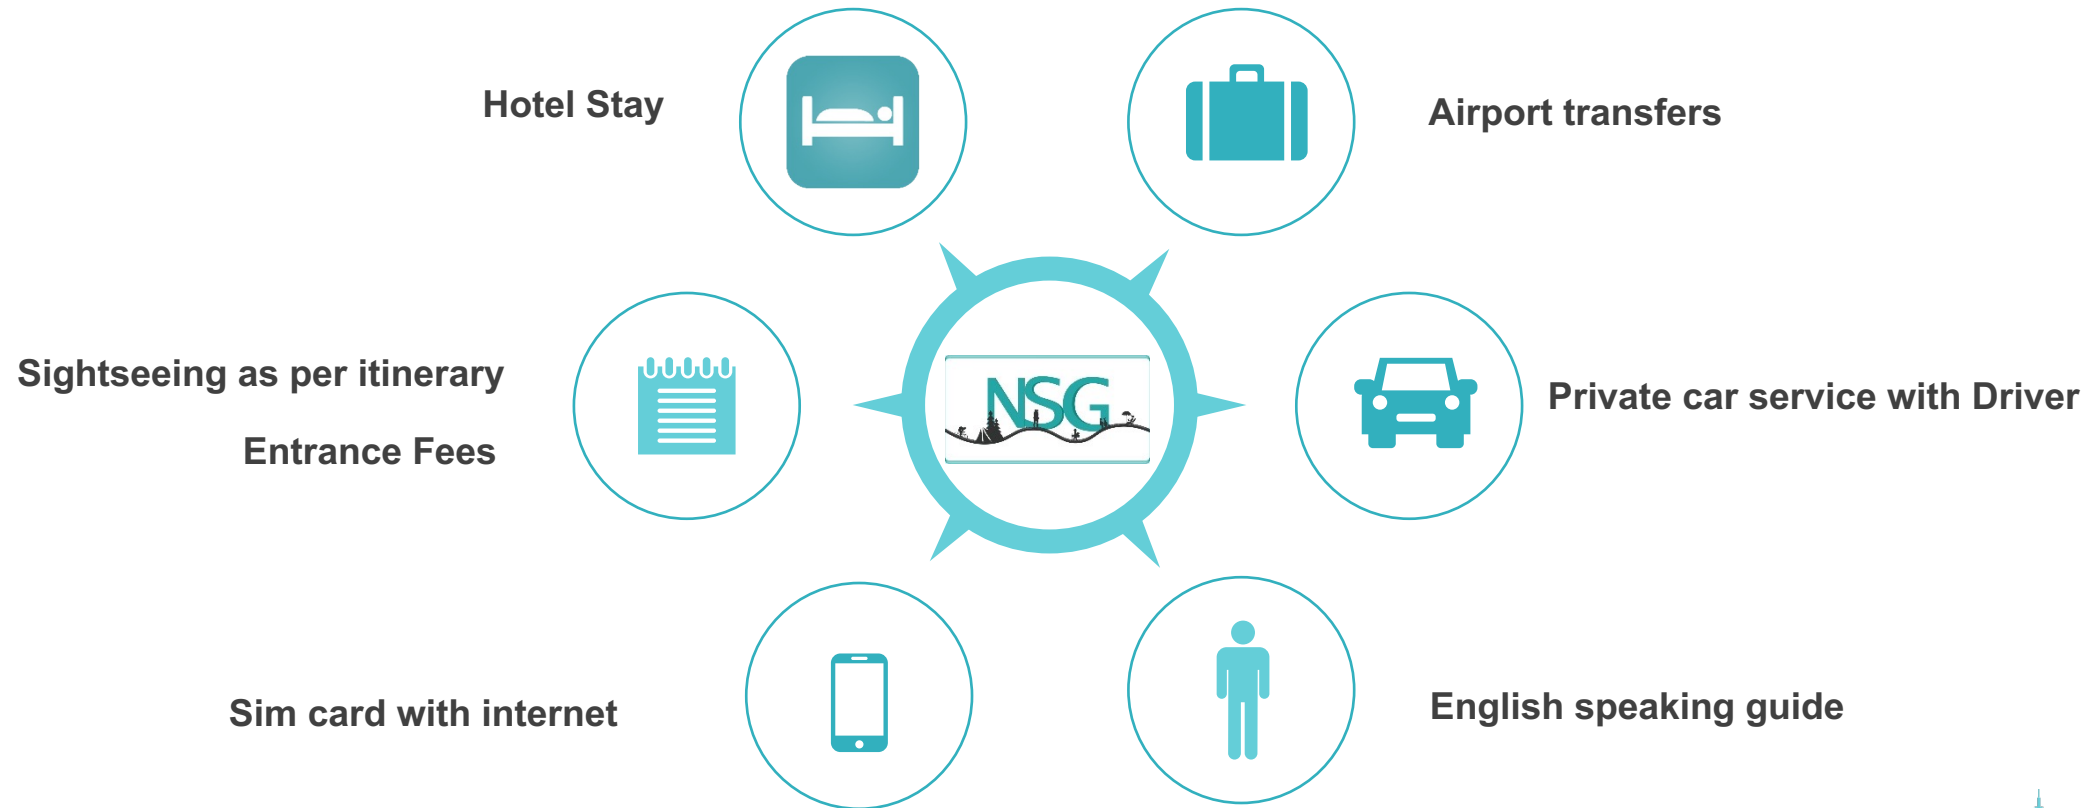 Hotel Stay
Airport transfers
Sightseeing as per itinerary
Entrance Fees
NSG
Private car service with Driver
Sim card with internet
English speaking guide